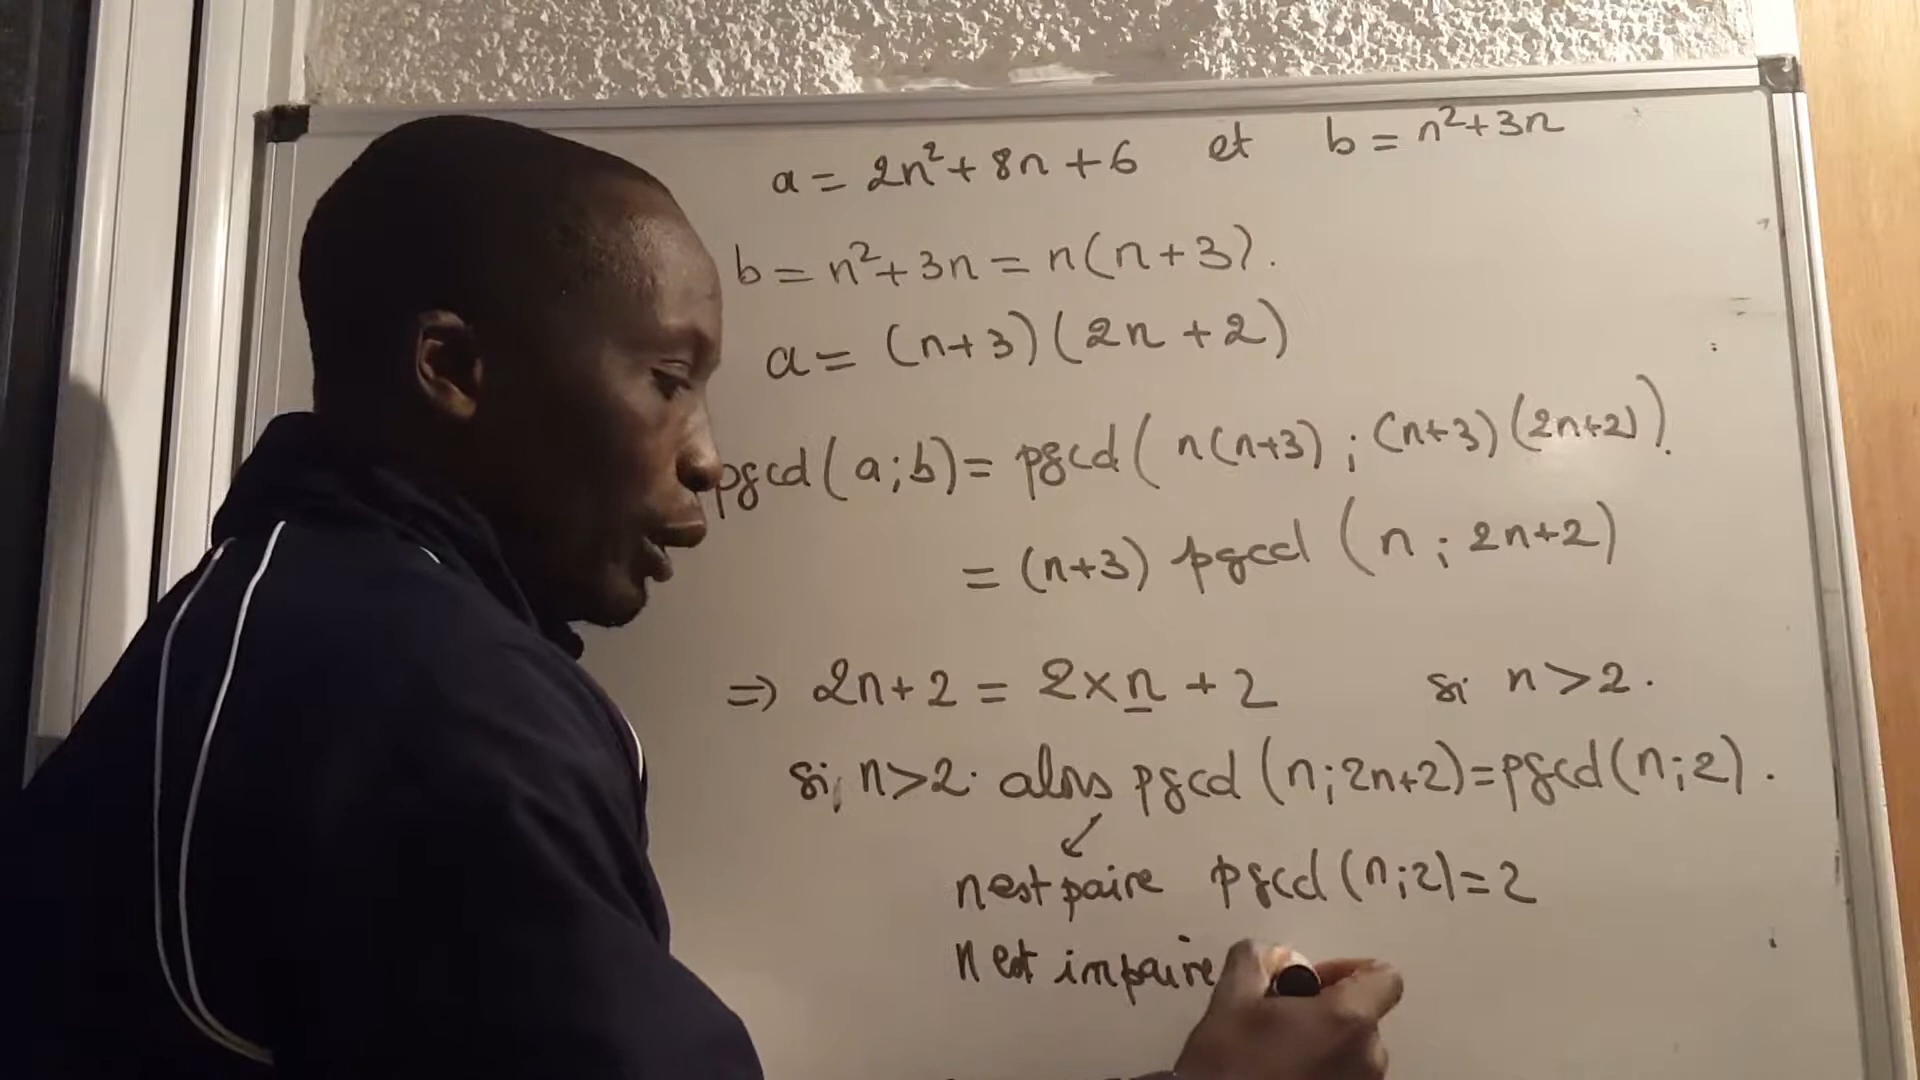 a = 2n²+8n+6 et b = n²+3n
b = n²+3n = n(n+3).
a = (n+3)(2n+2)
pgcd(a;b) = pgcd(n(n+3);(n+3)(2n+2)).
= (n+3) pgcd(n;2n+2)
⇒ 2n+2 = 2×n+2 si n>2.
si n>2. alors pgcd(n;2n+2)=pgcd(n;2).
↙
n est paire pgcd(n;2)=2
n est impaire